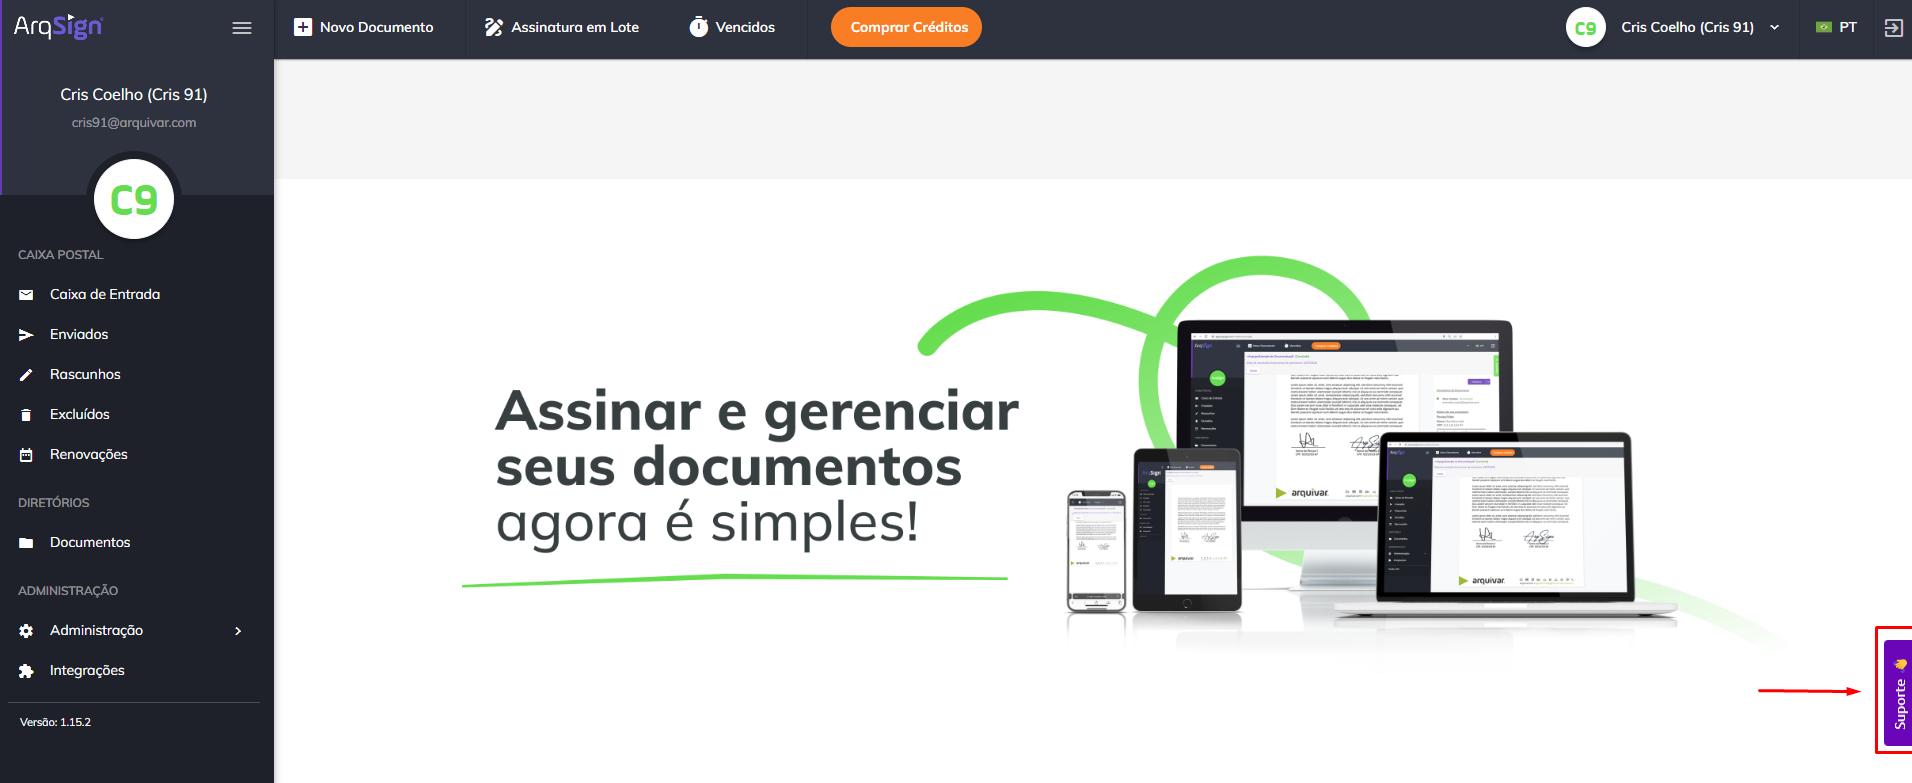 ArqSign
Novo Documento
Assinatura em Lote
Vencidos
Comprar Créditos
C9
Cris Coelho (Cris 91)
PT
Cris Coelho (Cris 91)
cris91@arquivar.com
C9
CAIXA POSTAL
Caixa de Entrada
Enviados
Rascunhos
Excluídos
Renovações
DIRETÓRIOS
Documentos
ADMINISTRAÇÃO
Administração
Integrações
Versão: 1.15.2
Assinar e gerenciar
seus documentos
agora é simples!
arquivar
arquivar
Suporte